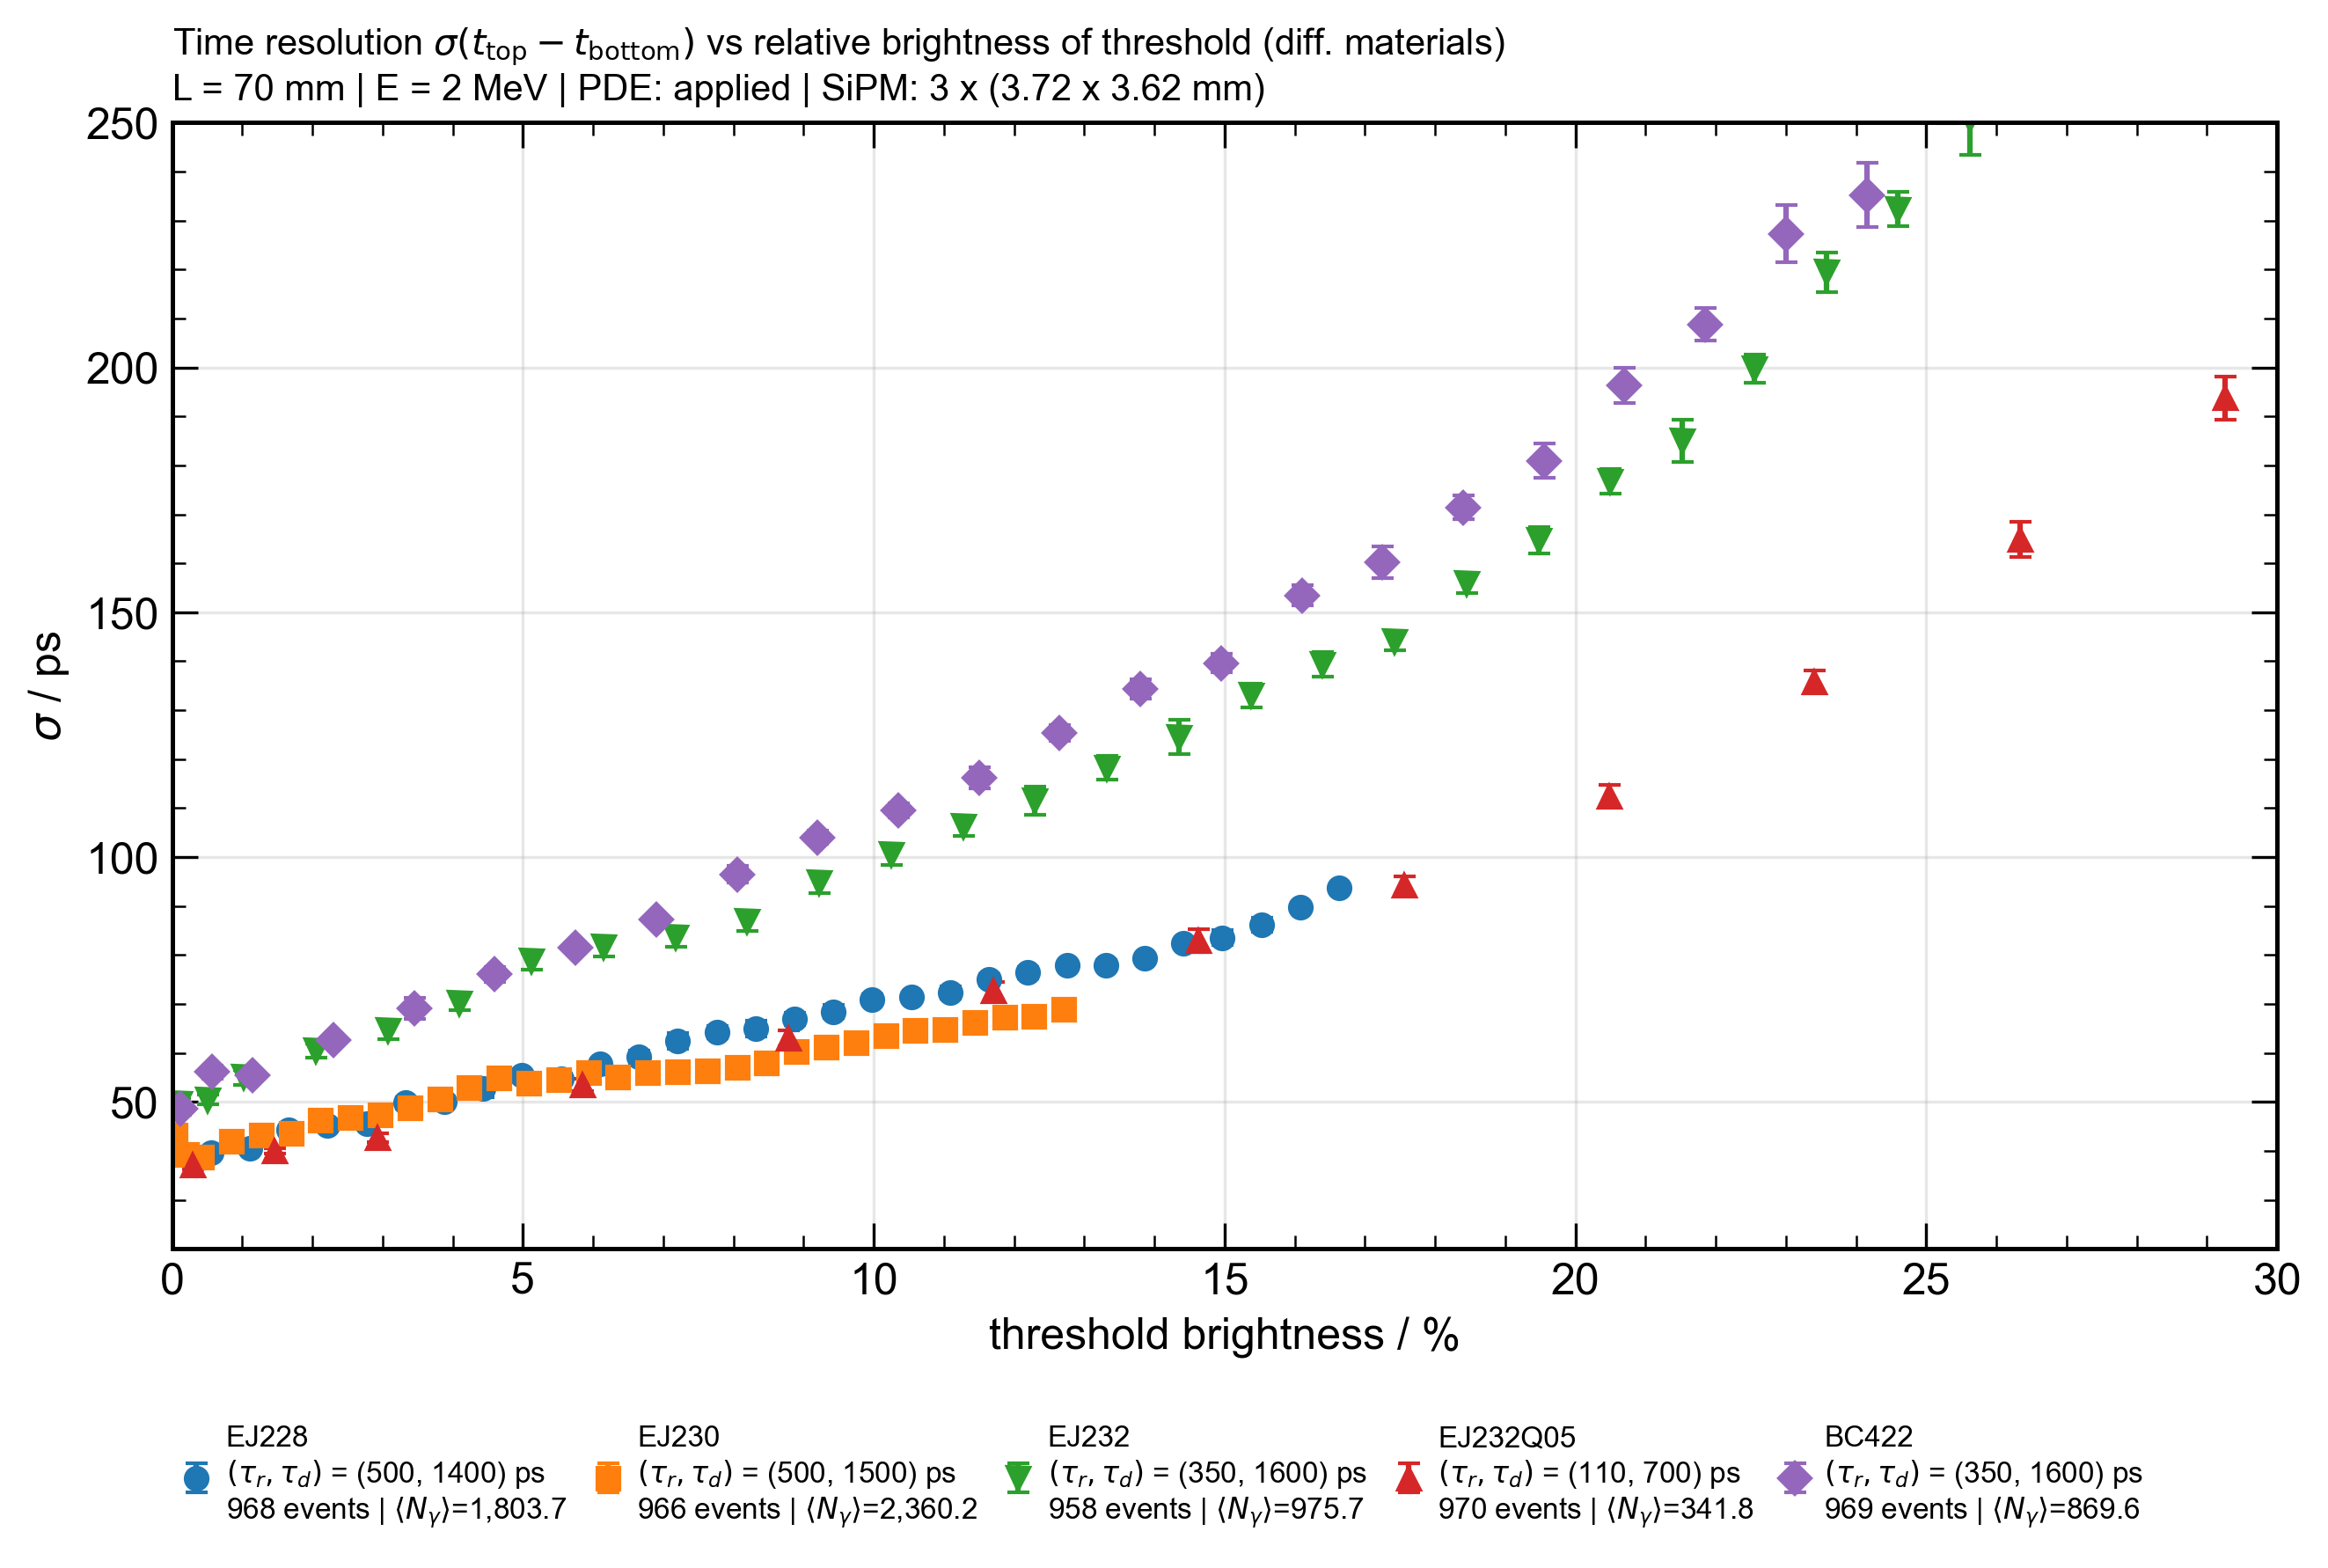 Time resolution σ(t_top − t_bottom) vs relative brightness of threshold (diff. materials)
L = 70 mm | E = 2 MeV | PDE: applied | SiPM: 3 x (3.72 x 3.62 mm)
250
200
150
100
50
σ / ps
0 5 10 15 20 25 30
threshold brightness / %
EJ228
(τ_r, τ_d) = (500, 1400) ps
968 events | ⟨N_γ⟩=1,803.7
EJ230
(τ_r, τ_d) = (500, 1500) ps
966 events | ⟨N_γ⟩=2,360.2
EJ232
(τ_r, τ_d) = (350, 1600) ps
958 events | ⟨N_γ⟩=975.7
EJ232Q05
(τ_r, τ_d) = (110, 700) ps
970 events | ⟨N_γ⟩=341.8
BC422
(τ_r, τ_d) = (350, 1600) ps
969 events | ⟨N_γ⟩=869.6